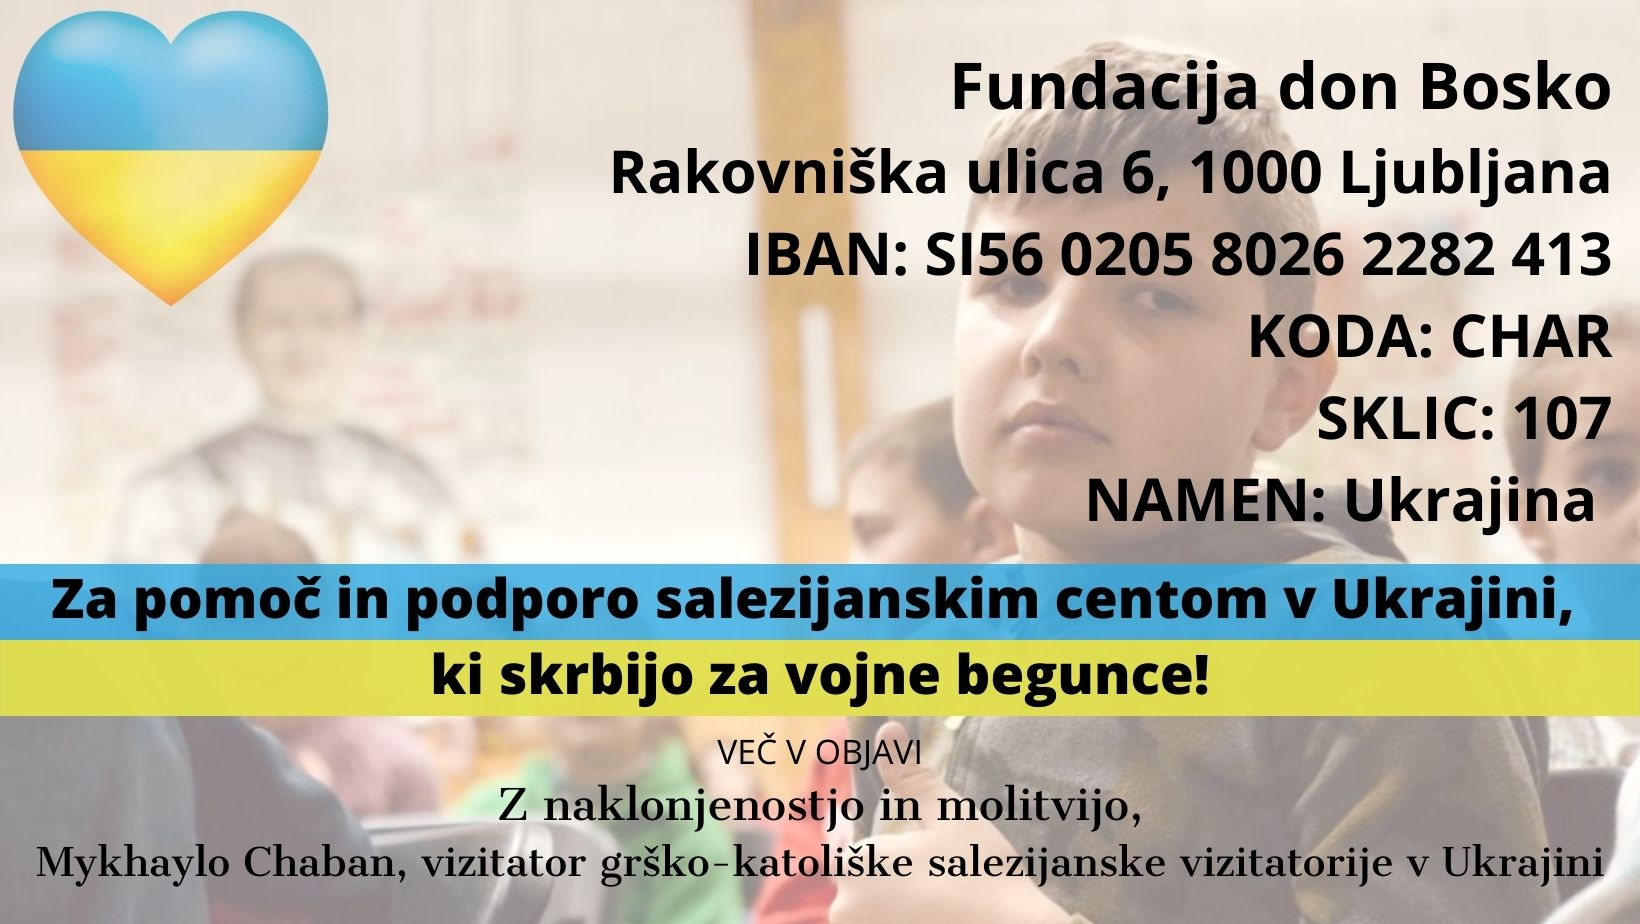 Fundacija don Bosko
Rakovniška ulica 6, 1000 Ljubljana
IBAN: SI56 0205 8026 2282 413
KODA: CHAR
SKLIC: 107
NAMEN: Ukrajina
Za pomoč in podporo salezijanskim centom v Ukrajini,
ki skrbijo za vojne begunce!
VEČ V OBJAVI
Z naklonjenostjo in molitvijo,
Mykhaylo Chaban, vizitator grško-katoliške salezijanske vizitatorije v Ukrajini